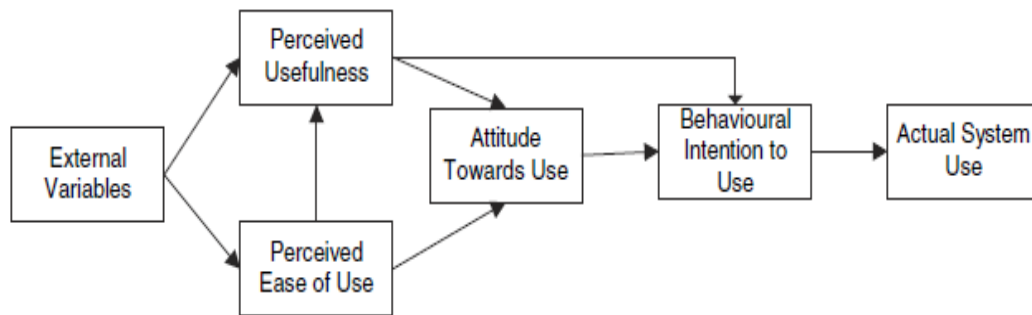 Perceived
Usefulness
External
Variables
Perceived
Ease of Use
Attitude
Towards Use
Behavioural
Intention to
Use
Actual System
Use